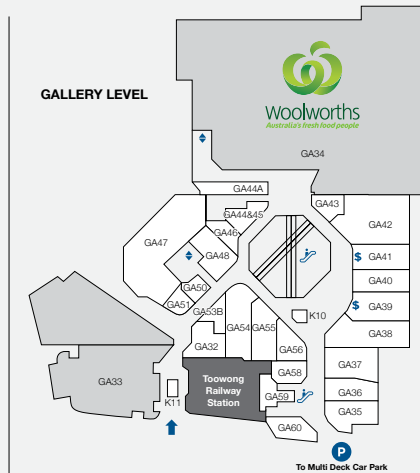 GALLERY LEVEL
Woolworths
Australia's fresh food people
GA34
GA44A
GA43
GA44&45
GA42
GA46
GA47
GA48
$ GA41
GA50
GA40
GA51
$ GA39
GA53B
K10
GA54
GA55
GA38
GA32
GA56
GA37
GA58
Toowong
Railway
Station
GA33
GA36
K11
GA59
GA35
GA60
P
To Multi Deck Car Park